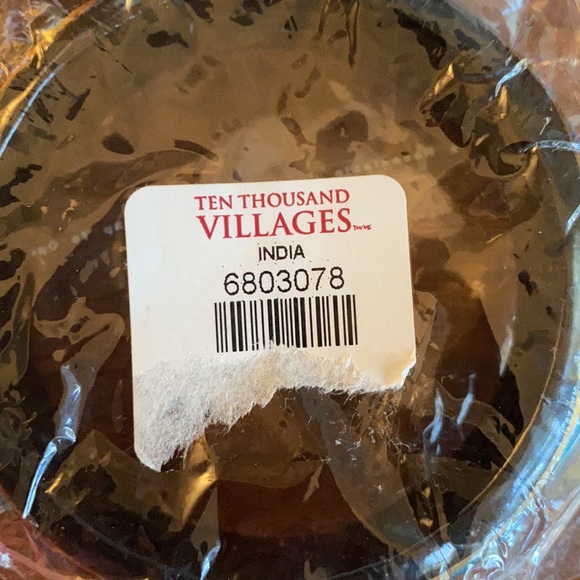 TEN THOUSAND
VILLAGES
INDIA
6803078